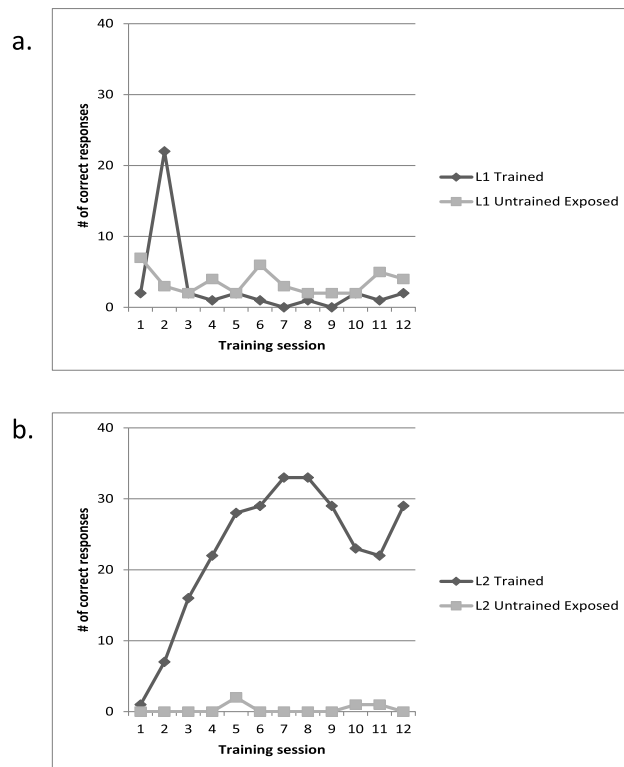 a.
40
30
20
10
0
# of correct responses
1 2 3 4 5 6 7 8 9 10 11 12
Training session
L1 Trained
L1 Untrained Exposed
b.
40
30
20
10
0
# of correct responses
1 2 3 4 5 6 7 8 9 10 11 12
Training session
L2 Trained
L2 Untrained Exposed